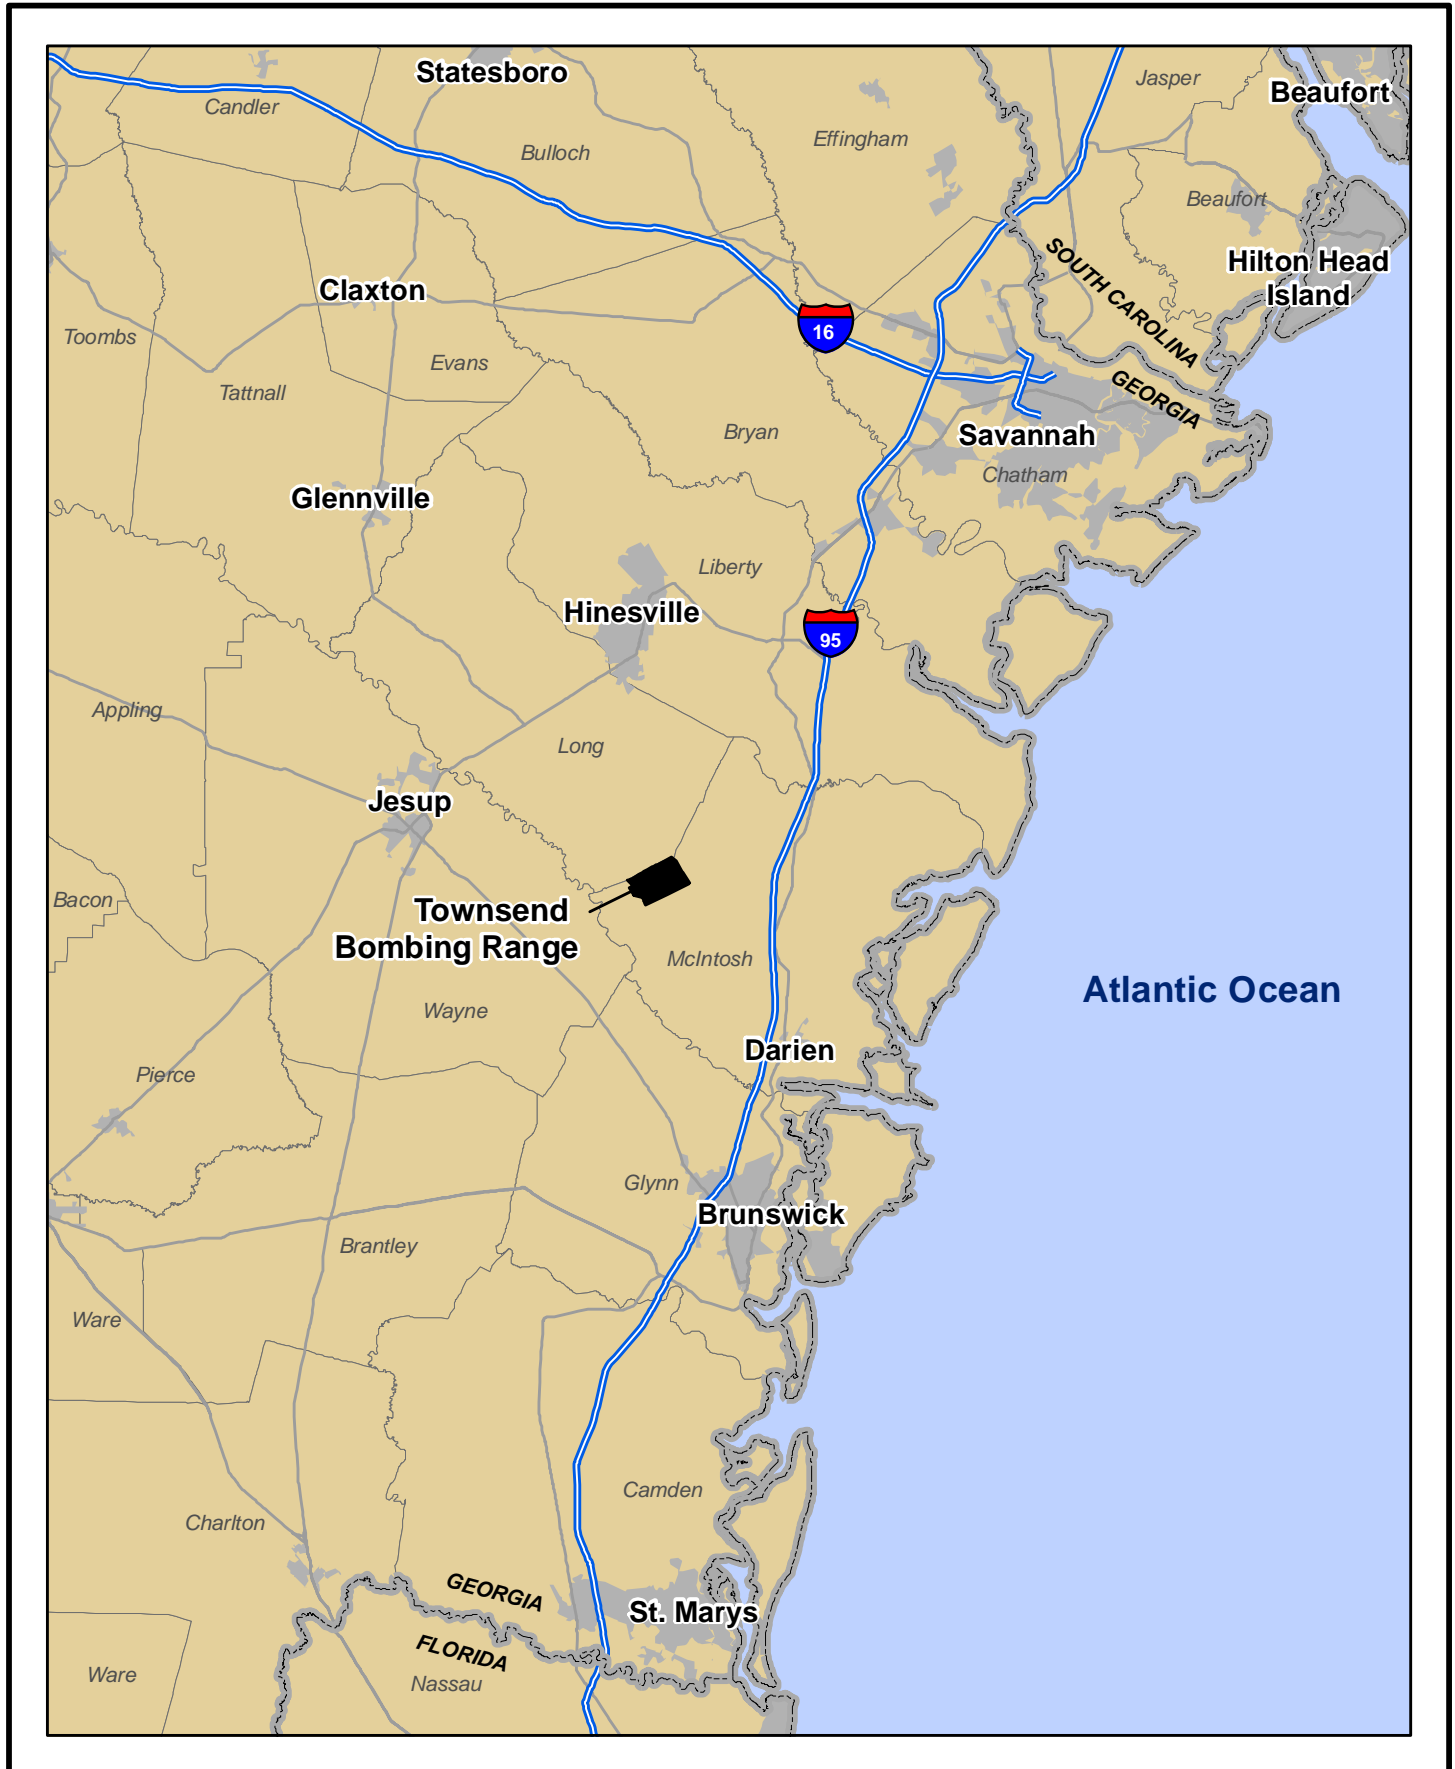 Statesboro
Jasper
Beaufort
Candler
Effingham
Bulloch
Beaufort
SOUTH CAROLINA
Hilton Head
Island
Claxton
16
Toombs
Evans
Tattnall
GEORGIA
Bryan
Savannah
Chatham
Glennville
Liberty
Hinesville
95
Appling
Long
Jesup
Bacon
Townsend
Bombing Range
McIntosh
Atlantic Ocean
Wayne
Darien
Pierce
Glynn
Brunswick
Brantley
Ware
Camden
Charlton
GEORGIA
St. Marys
FLORIDA
Ware
Nassau